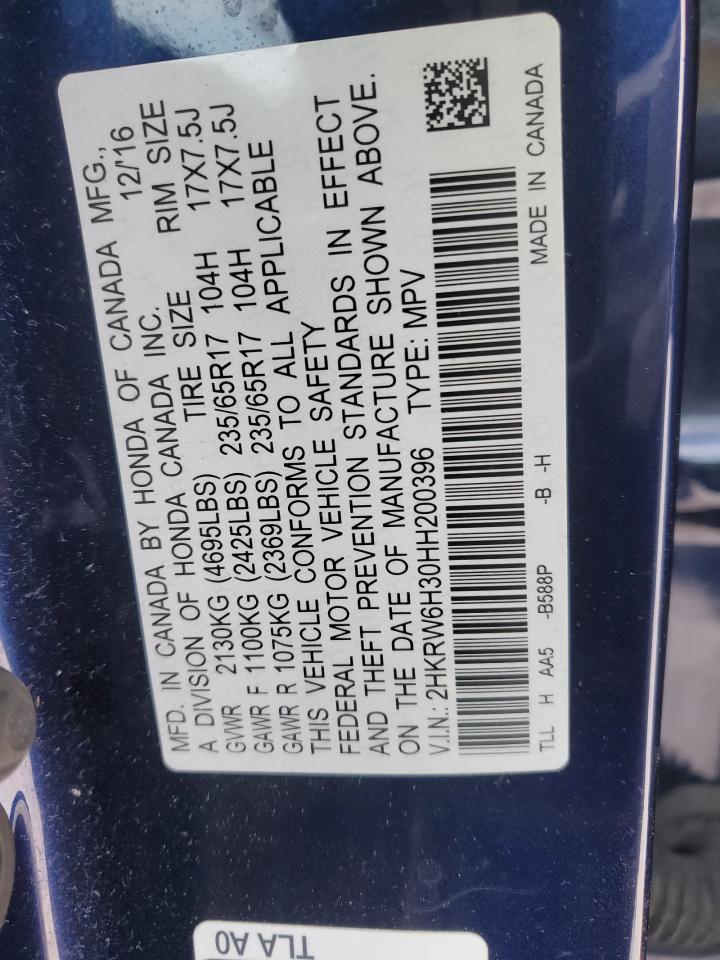 MFD. IN CANADA BY HONDA OF CANADA MFG.,
A DIVISION OF HONDA CANADA INC. 12/'16
GVWR 2130KG (4695LBS) TIRE SIZE RIM SIZE
GAWR F 1100KG (2425LBS) 235/65R17 104H 17X7.5J
GAWR R 1075KG (2369LBS) 235/65R17 104H 17X7.5J
THIS VEHICLE CONFORMS TO ALL APPLICABLE
FEDERAL MOTOR VEHICLE SAFETY
AND THEFT PREVENTION STANDARDS IN EFFECT
ON THE DATE OF MANUFACTURE SHOWN ABOVE.
V.I.N.: 2HKRW6H30HH200396 TYPE: MPV
TLL H AA5 -B588P -B -H MADE IN CANADA
TLA A0